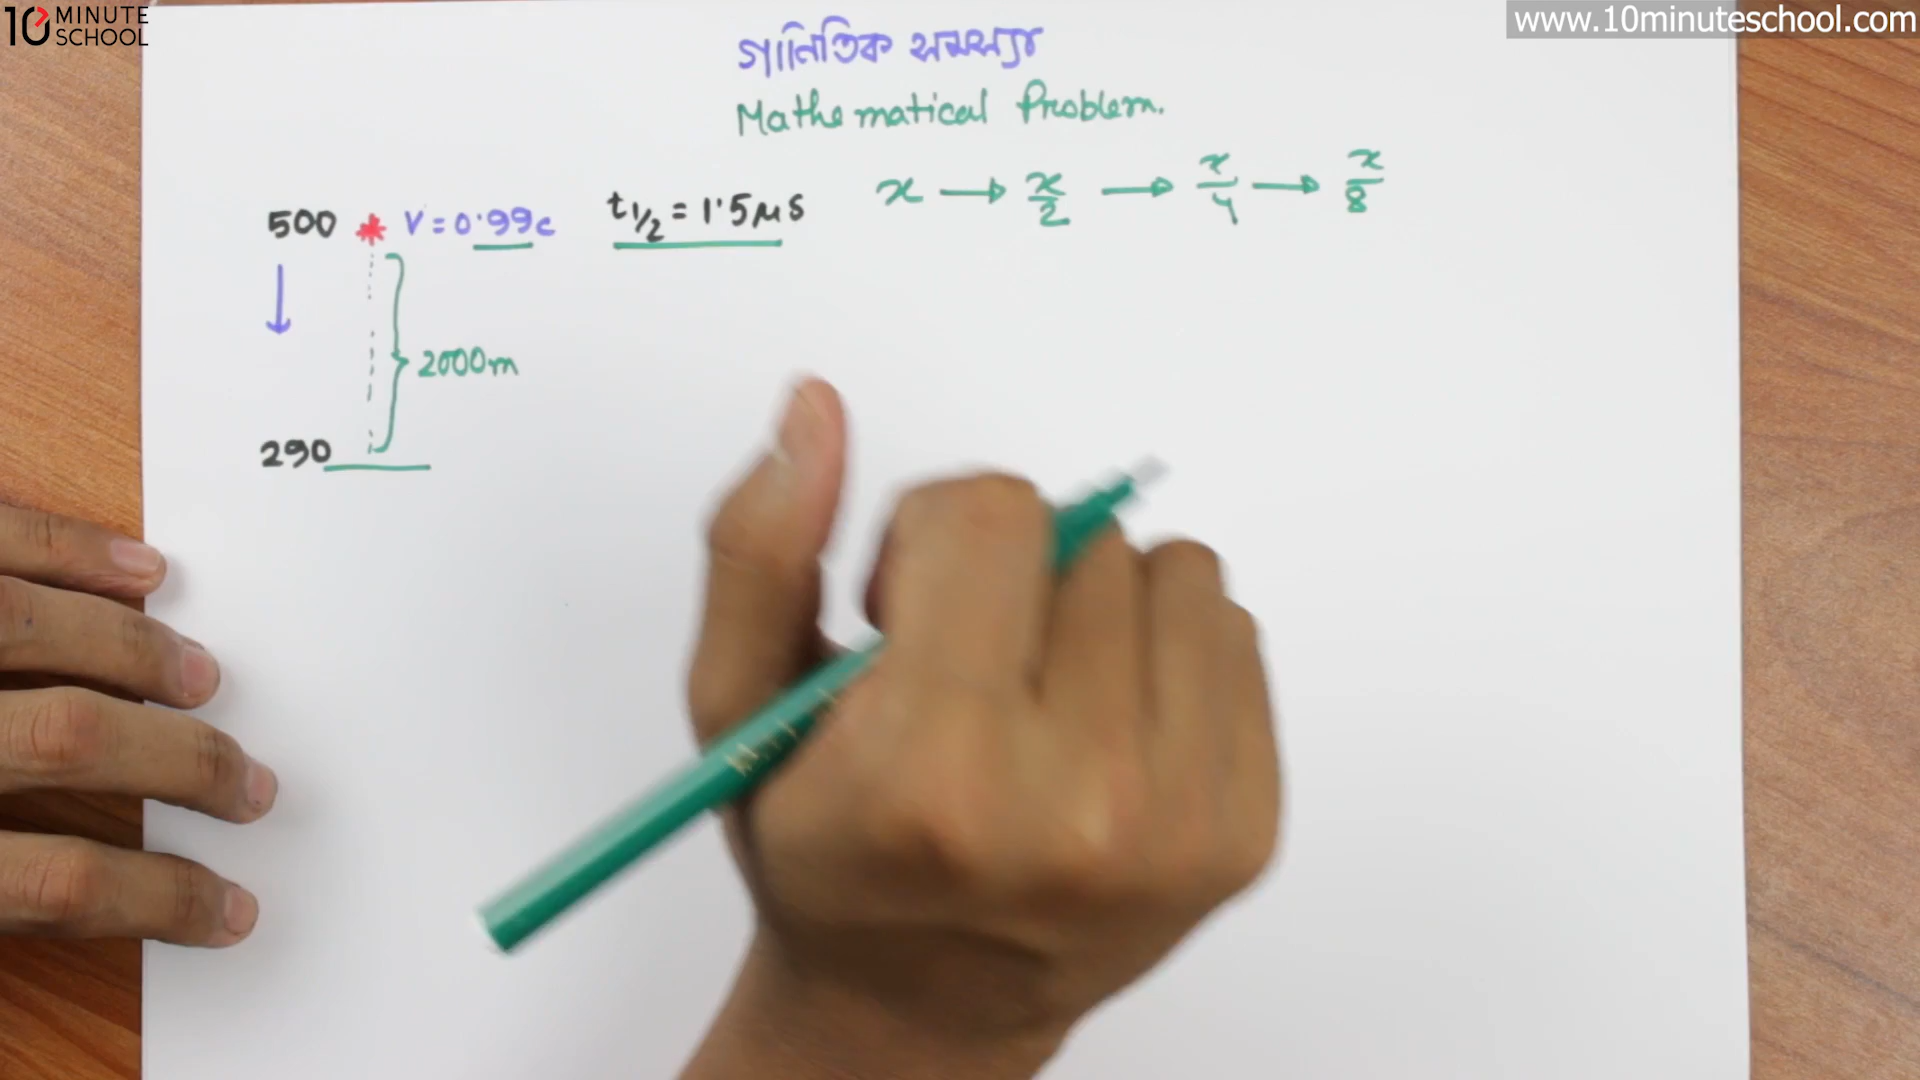 10 MINUTE SCHOOL
www.10minuteschool.com
গানিতিক সমস্যা
Mathematical Problem.
x → x/2 → x/4 → x/8
500 * V = 0.99c t1/2 = 1.5μs
2000m
290